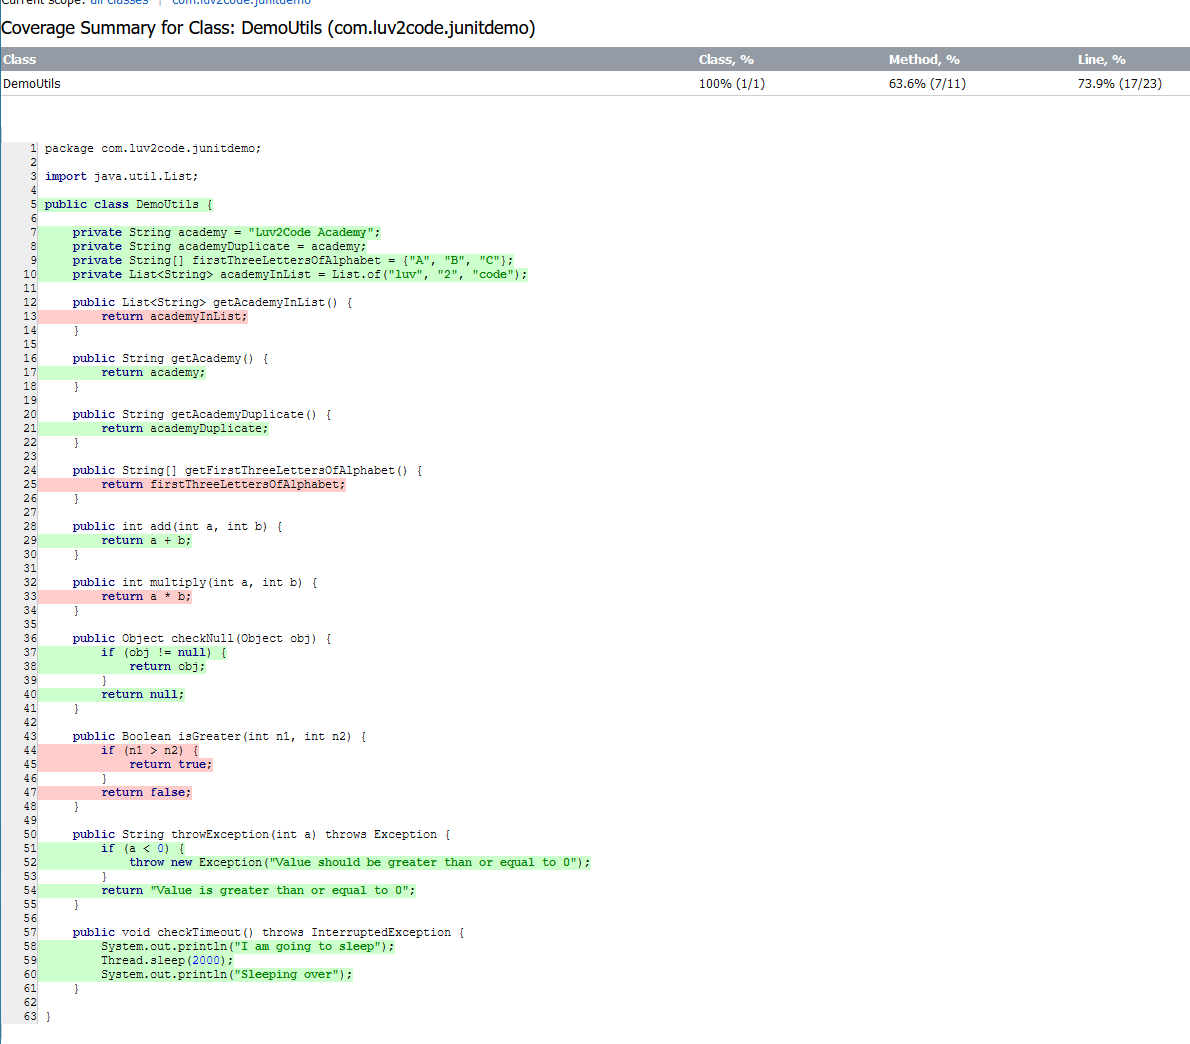 Current scope: all classes | com.luv2code.junitdemo
Coverage Summary for Class: DemoUtils (com.luv2code.junitdemo)
Class Class, % Method, % Line, %
DemoUtils 100% (1/1) 63.6% (7/11) 73.9% (17/23)
1 package com.luv2code.junitdemo;
2
3 import java.util.List;
4
5 public class DemoUtils {
6
7     private String academy = "Luv2Code Academy";
8     private String academyDuplicate = academy;
9     private String[] firstThreeLettersOfAlphabet = {"A", "B", "C"};
10     private List<String> academyInList = List.of("luv", "2", "code");
11
12     public List<String> getAcademyInList() {
13         return academyInList;
14     }
15
16     public String getAcademy() {
17         return academy;
18     }
19
20     public String getAcademyDuplicate() {
21         return academyDuplicate;
22     }
23
24     public String[] getFirstThreeLettersOfAlphabet() {
25         return firstThreeLettersOfAlphabet;
26     }
27
28     public int add(int a, int b) {
29         return a + b;
30     }
31
32     public int multiply(int a, int b) {
33         return a * b;
34     }
35
36     public Object checkNull(Object obj) {
37         if (obj != null) {
38             return obj;
39         }
40         return null;
41     }
42
43     public Boolean isGreater(int n1, int n2) {
44         if (n1 > n2) {
45             return true;
46         }
47         return false;
48     }
49
50     public String throwException(int a) throws Exception {
51         if (a < 0) {
52             throw new Exception("Value should be greater than or equal to 0");
53         }
54         return "Value is greater than or equal to 0";
55     }
56
57     public void checkTimeout() throws InterruptedException {
58         System.out.println("I am going to sleep");
59         Thread.sleep(2000);
60         System.out.println("Sleeping over");
61     }
62
63 }